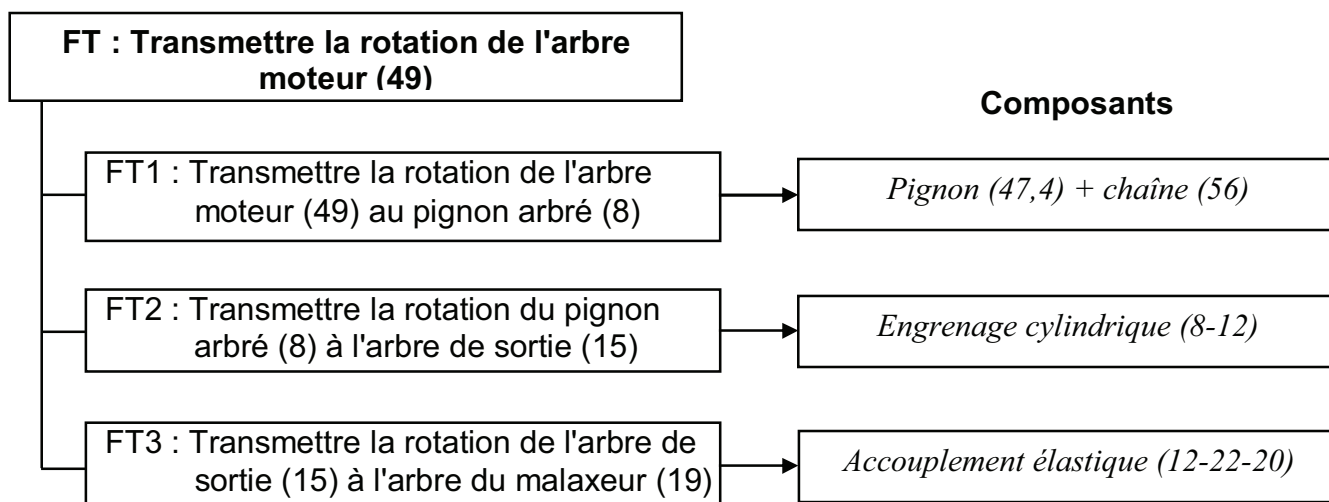 FT : Transmettre la rotation de l'arbre
moteur (49)
Composants
FT1 : Transmettre la rotation de l'arbre
moteur (49) au pignon arbré (8)
Pignon (47,4) + chaîne (56)
FT2 : Transmettre la rotation du pignon
arbré (8) à l'arbre de sortie (15)
Engrenage cylindrique (8-12)
FT3 : Transmettre la rotation de l'arbre de
sortie (15) à l'arbre du malaxeur (19)
Accouplement élastique (12-22-20)